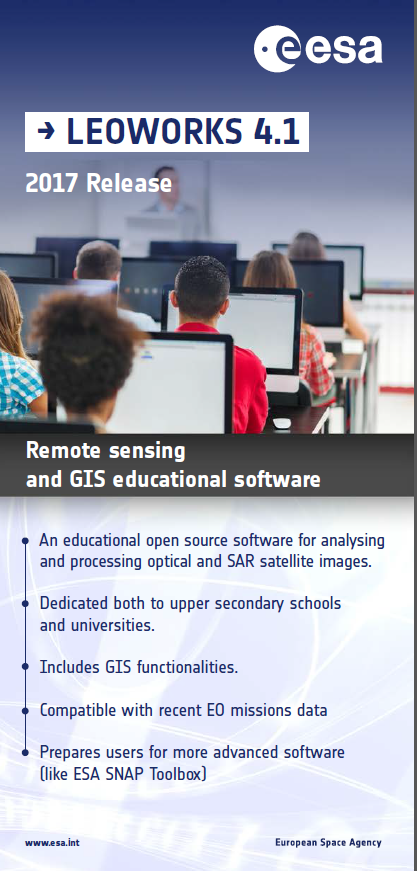 esa
→ LEOWORKS 4.1
2017 Release
Remote sensing
and GIS educational software
An educational open source software for analysing
and processing optical and SAR satellite images.
Dedicated both to upper secondary schools
and universities.
Includes GIS functionalities.
Compatible with recent EO missions data
Prepares users for more advanced software
(like ESA SNAP Toolbox)
www.esa.int
European Space Agency